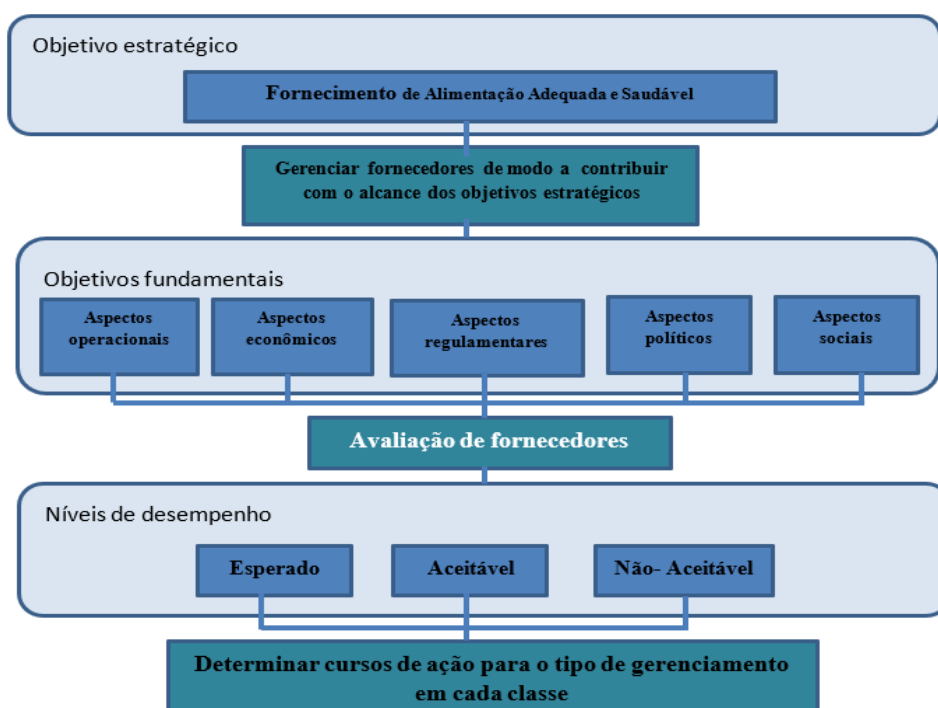 Objetivo estratégico
Fornecimento de Alimentação Adequada e Saudável
Gerenciar fornecedores de modo a contribuir
com o alcance dos objetivos estratégicos
Objetivos fundamentais
Aspectos
operacionais
Aspectos
econômicos
Aspectos
regulamentares
Aspectos
políticos
Aspectos
sociais
Avaliação de fornecedores
Níveis de desempenho
Esperado
Aceitável
Não- Aceitável
Determinar cursos de ação para o tipo de gerenciamento
em cada classe